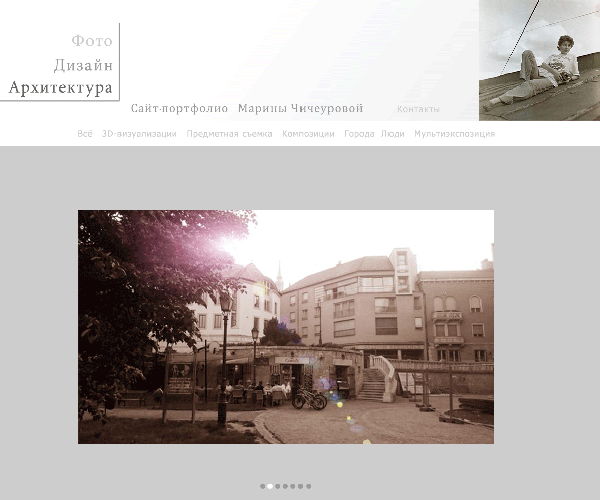 Фото
Дизайн
Архитектура
Сайт-портфолио Марины Чичеуровой Контакты
Всё 3D-визуализации Предметная съемка Композиции Города Люди Мультиэкспозиция